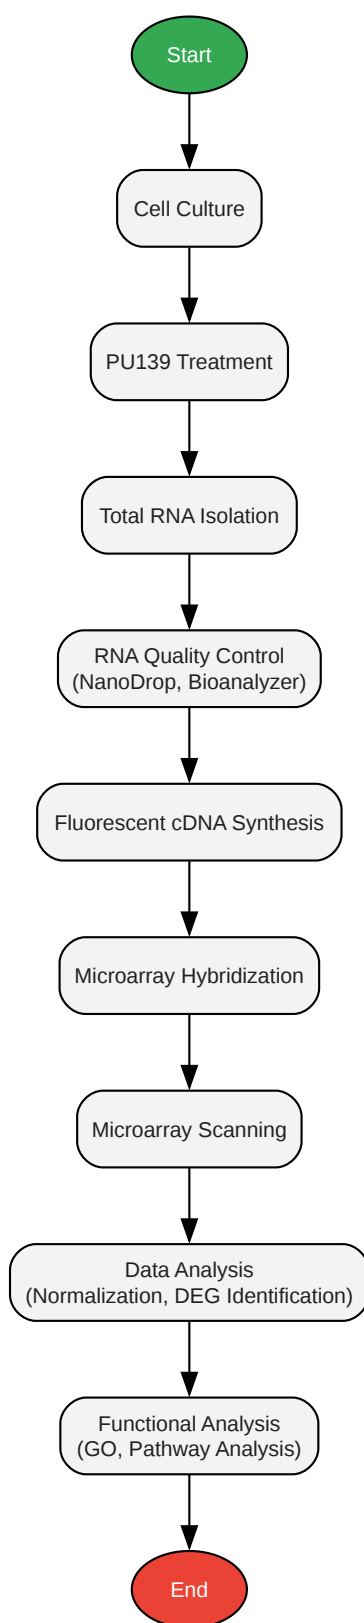 Start
Cell Culture
PU139 Treatment
Total RNA Isolation
RNA Quality Control
(NanoDrop, Bioanalyzer)
Fluorescent cDNA Synthesis
Microarray Hybridization
Microarray Scanning
Data Analysis
(Normalization, DEG Identification)
Functional Analysis
(GO, Pathway Analysis)
End